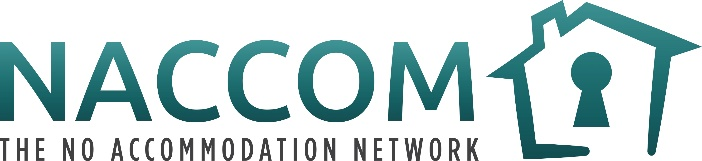 NACCOM
THE NO ACCOMMODATION NETWORK